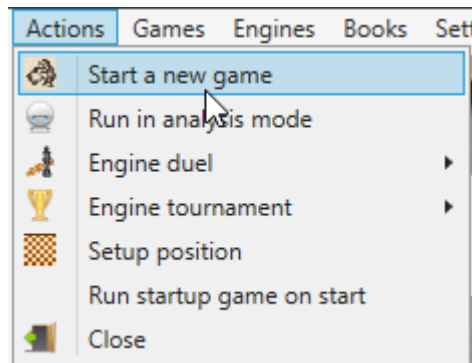 Actions Games Engines Books Sett
Start a new game
Run in analysis mode
Engine duel
Engine tournament
Setup position
Run startup game on start
Close